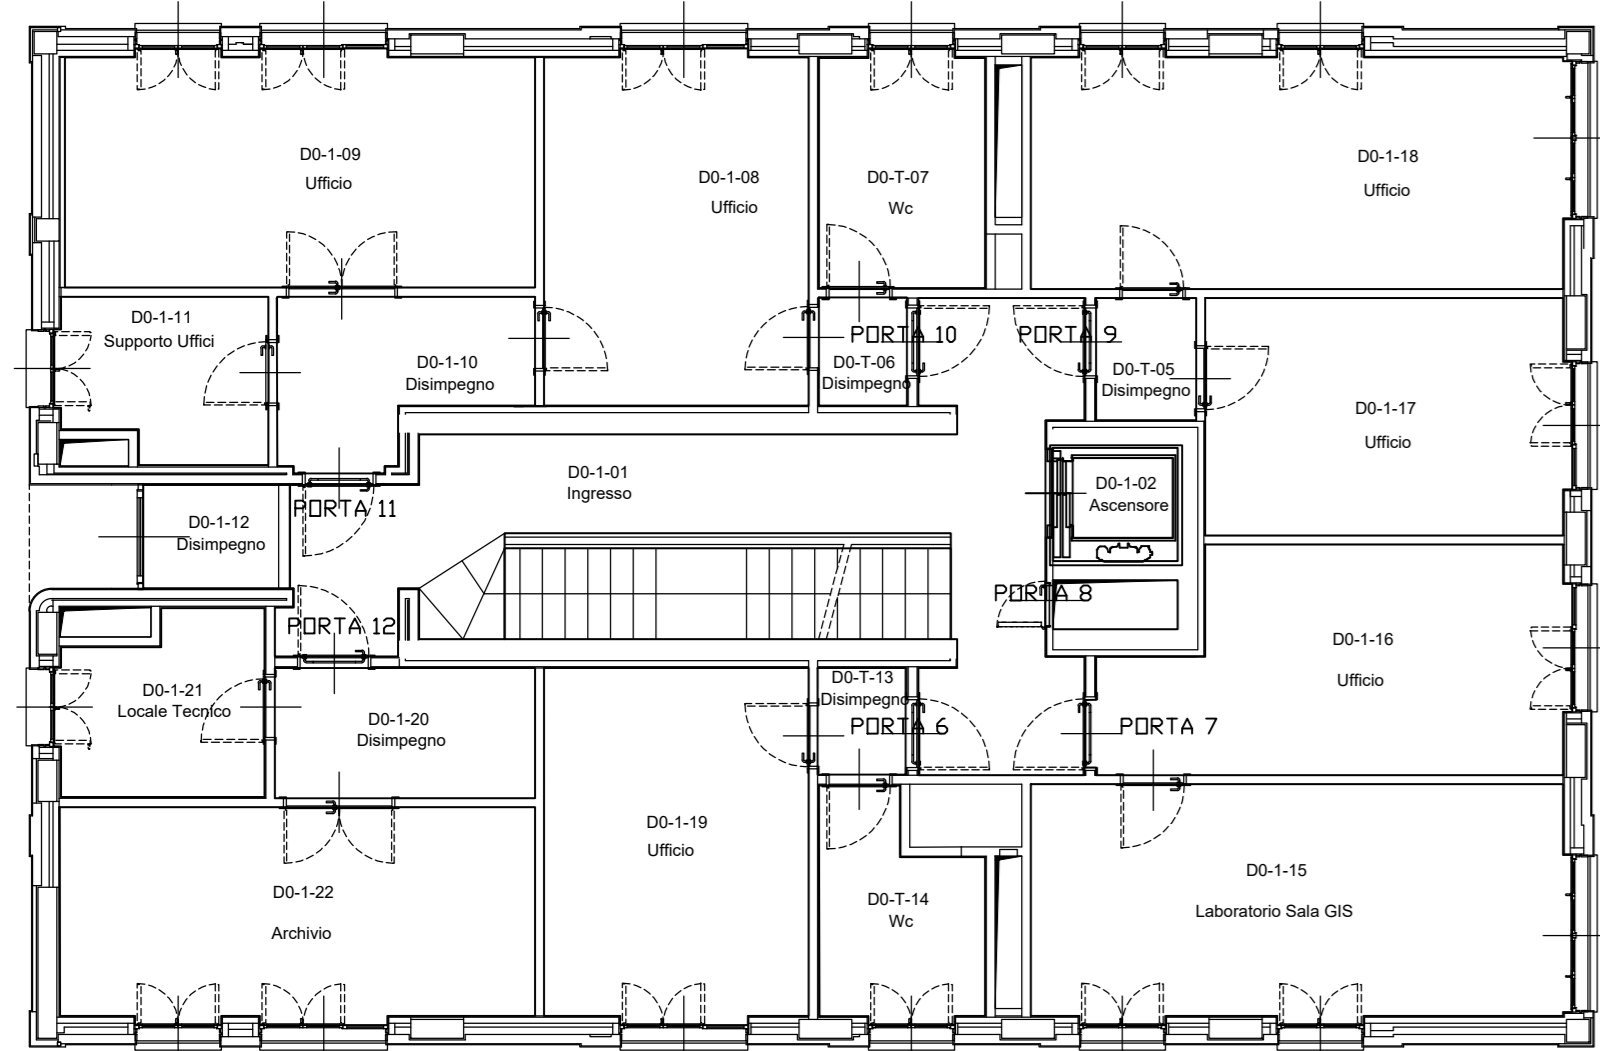 D0-1-09
Ufficio
D0-1-08
Ufficio
D0-T-07
Wc
D0-1-18
Ufficio
D0-1-11
Supporto Uffici
D0-1-10
Disimpegno
PORTA 10
D0-T-06
Disimpegno
PORTA 9
D0-T-05
Disimpegno
D0-1-17
Ufficio
D0-1-01
Ingresso
D0-1-02
Ascensore
PORTA 11
D0-1-12
Disimpegno
PORTA 8
PORTA 12
D0-1-16
Ufficio
D0-1-21
Locale Tecnico
D0-1-20
Disimpegno
D0-T-13
Disimpegno
PORTA 6
PORTA 7
D0-1-19
Ufficio
D0-1-22
Archivio
D0-T-14
Wc
D0-1-15
Laboratorio Sala GIS